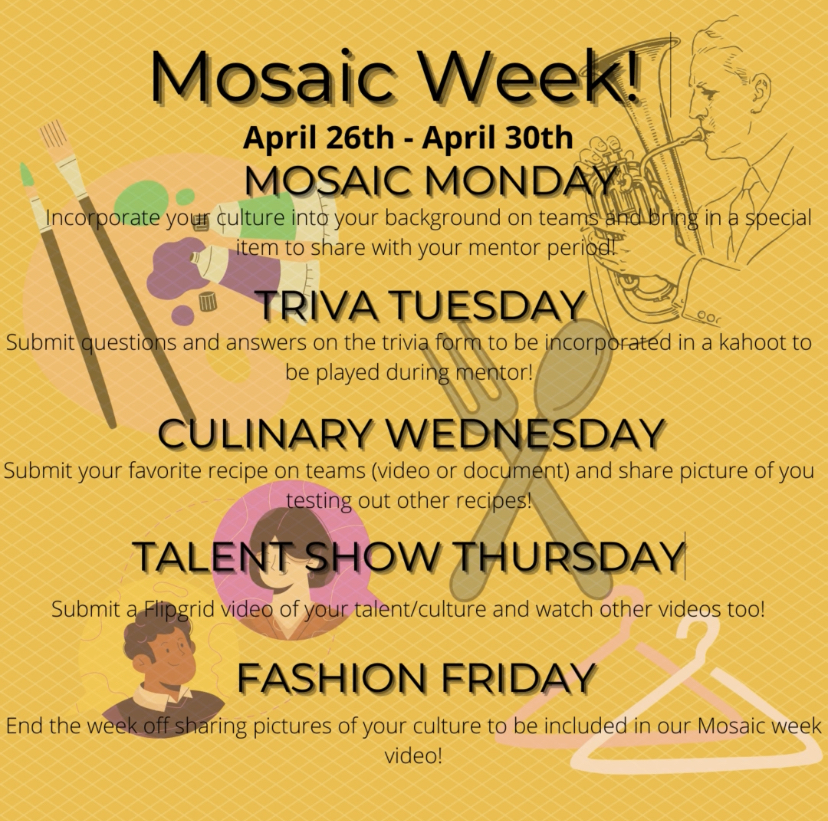 Mosaic Week!
April 26th - April 30th
MOSAIC MONDAY
Incorporate your culture into your background on teams and bring in a special
item to share with your mentor period!
TRIVA TUESDAY
Submit questions and answers on the trivia form to be incorporated in a kahoot to
be played during mentor!
CULINARY WEDNESDAY
Submit your favorite recipe on teams (video or document) and share picture of you
testing out other recipes!
TALENT SHOW THURSDAY
Submit a Flipgrid video of your talent/culture and watch other videos too!
FASHION FRIDAY
End the week off sharing pictures of your culture to be included in our Mosaic week
video!